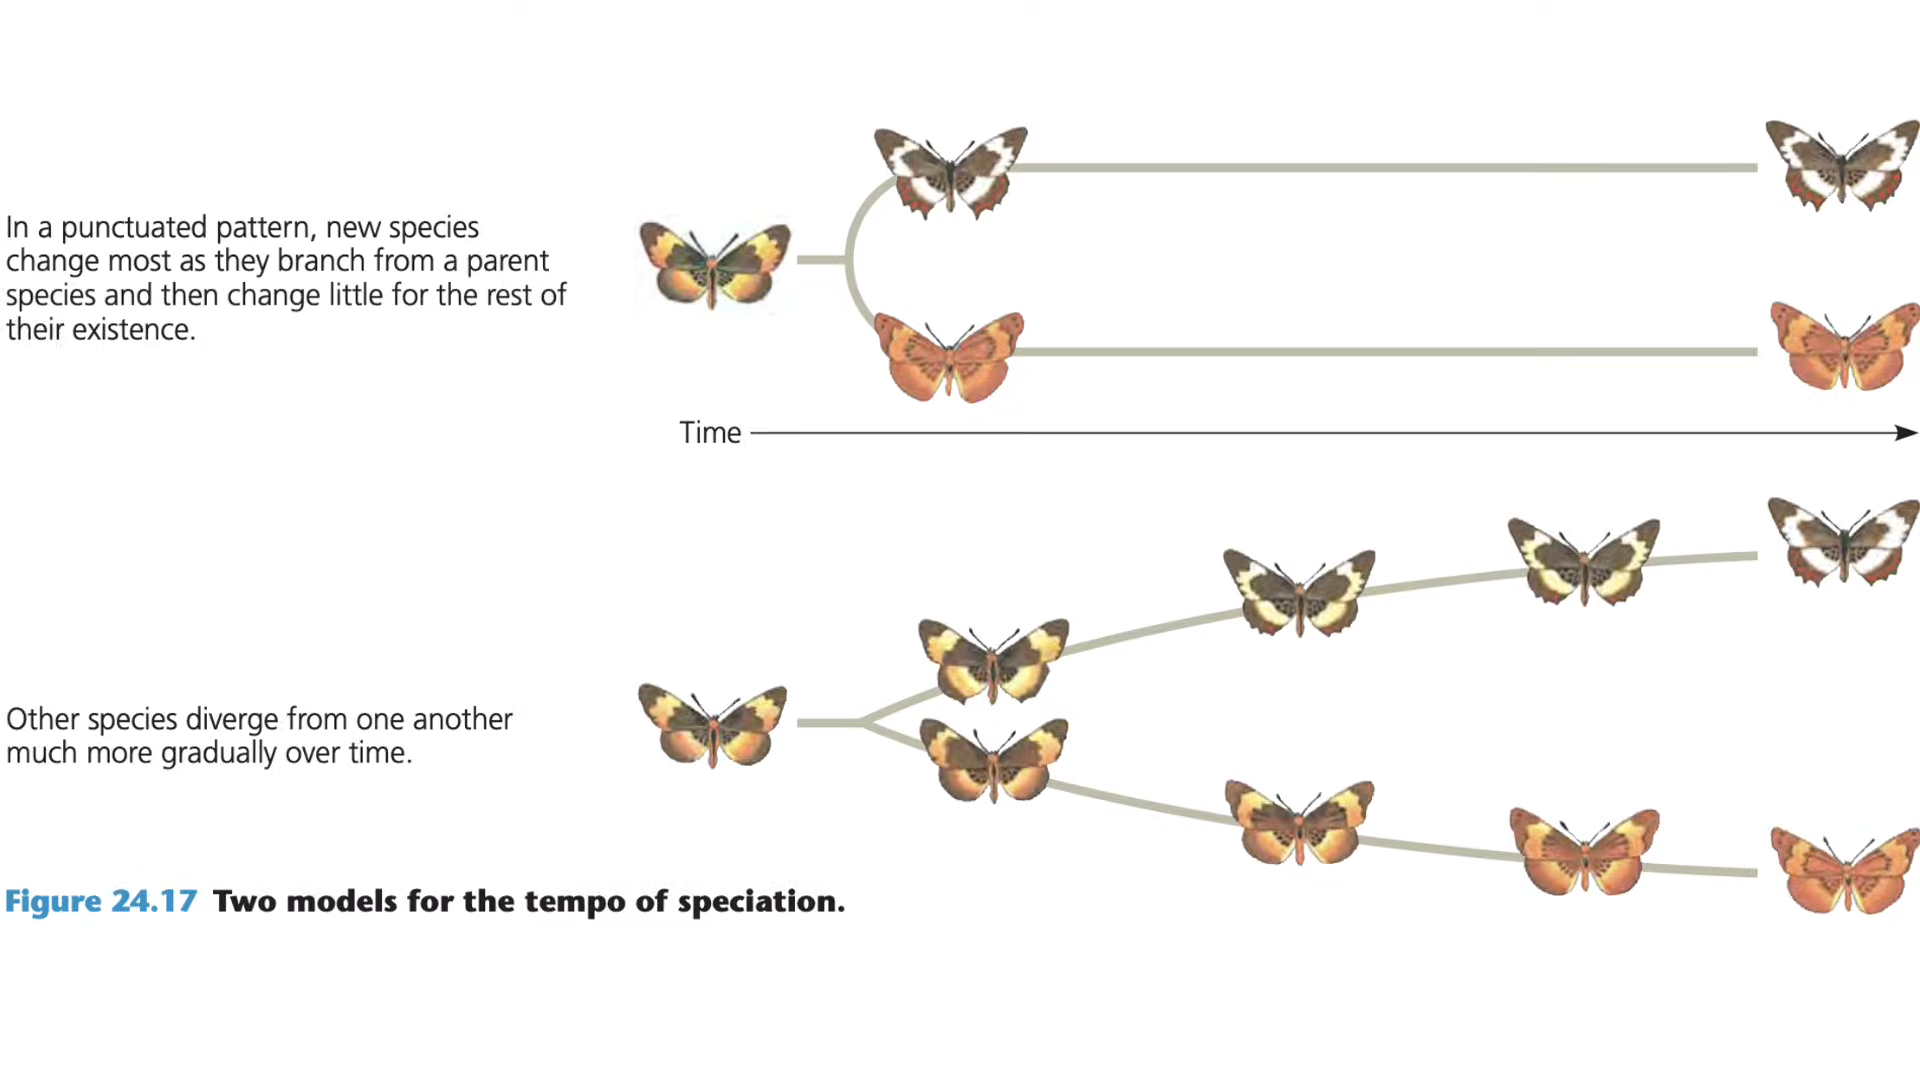 In a punctuated pattern, new species
change most as they branch from a parent
species and then change little for the rest of
their existence.
Time
Other species diverge from one another
much more gradually over time.
Figure 24.17 Two models for the tempo of speciation.